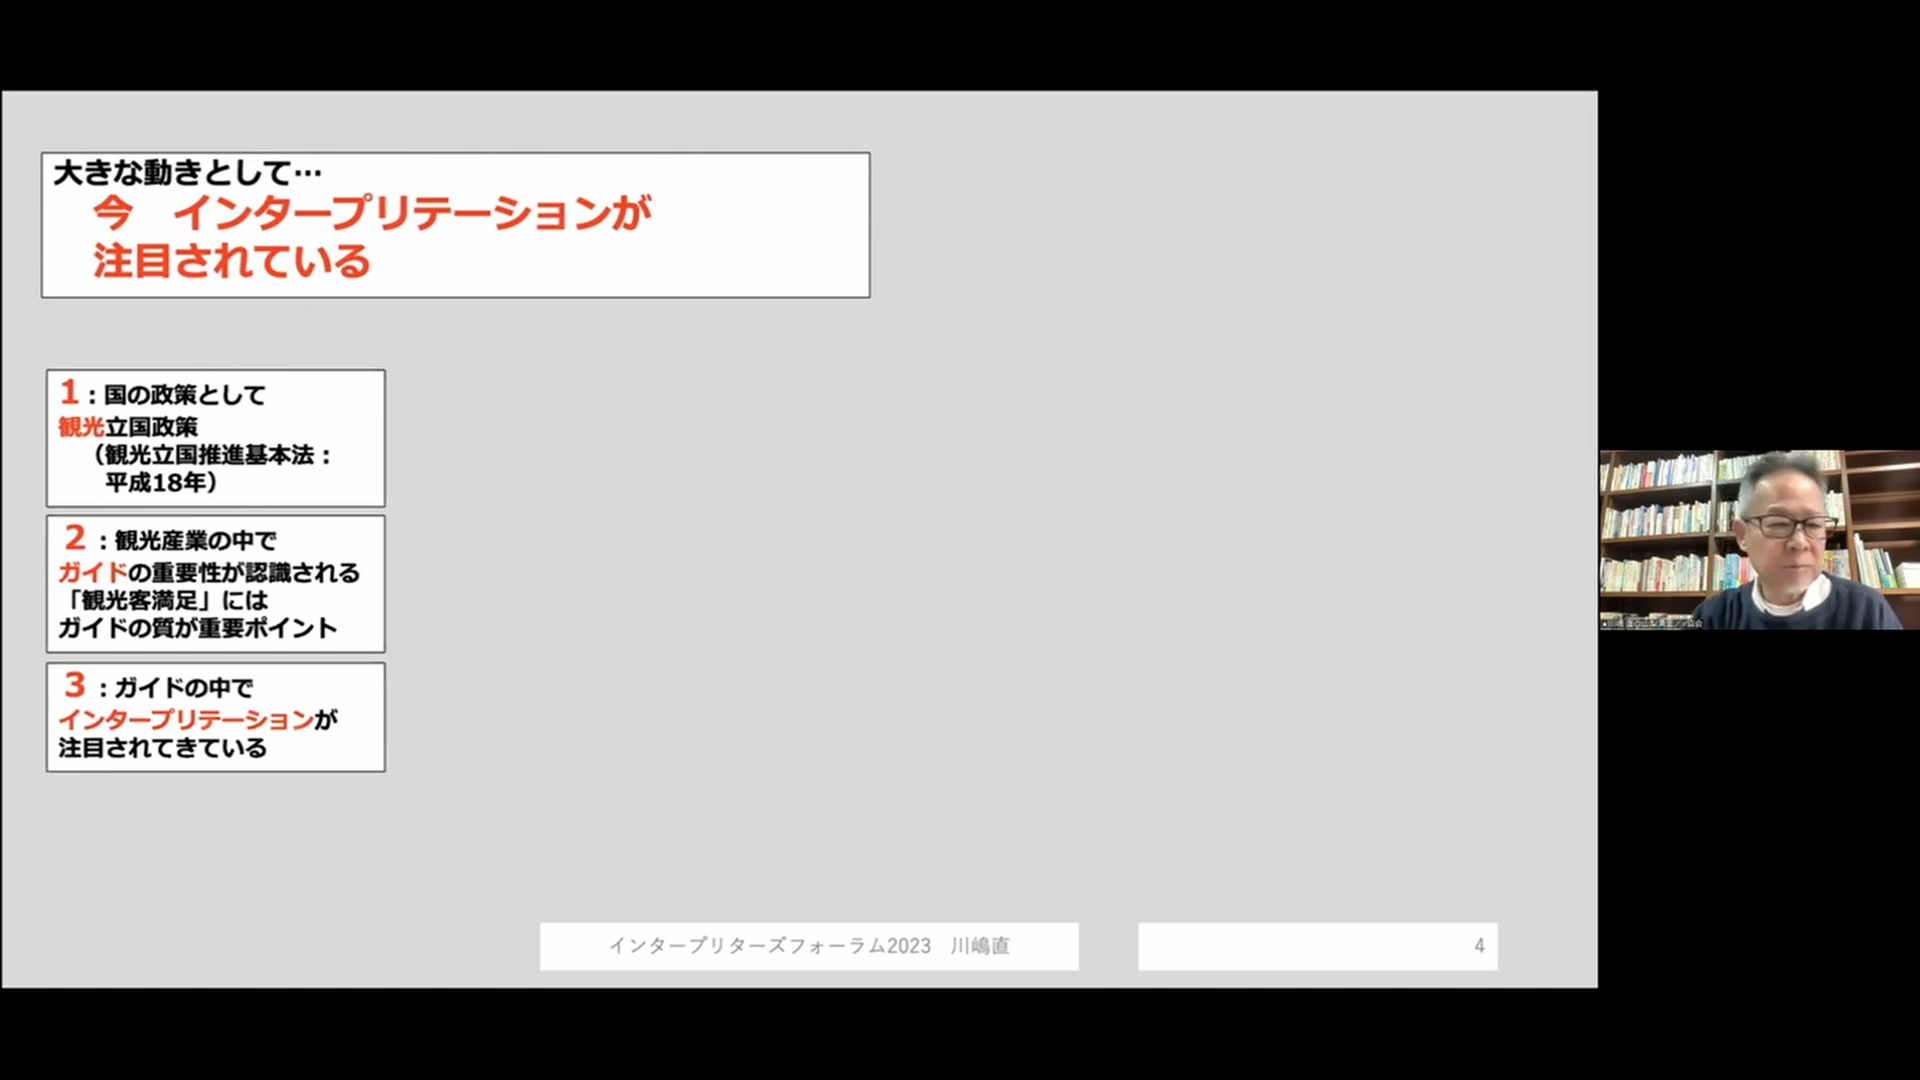 大きな動きとして…
今　インタープリテーションが
注目されている
1：国の政策として
観光立国政策
（観光立国推進基本法：
平成18年）
2：観光産業の中で
ガイドの重要性が認識される
「観光客満足」には
ガイドの質が重要ポイント
3：ガイドの中で
インタープリテーションが
注目されてきている
インタープリターズフォーラム2023　川嶋直
4